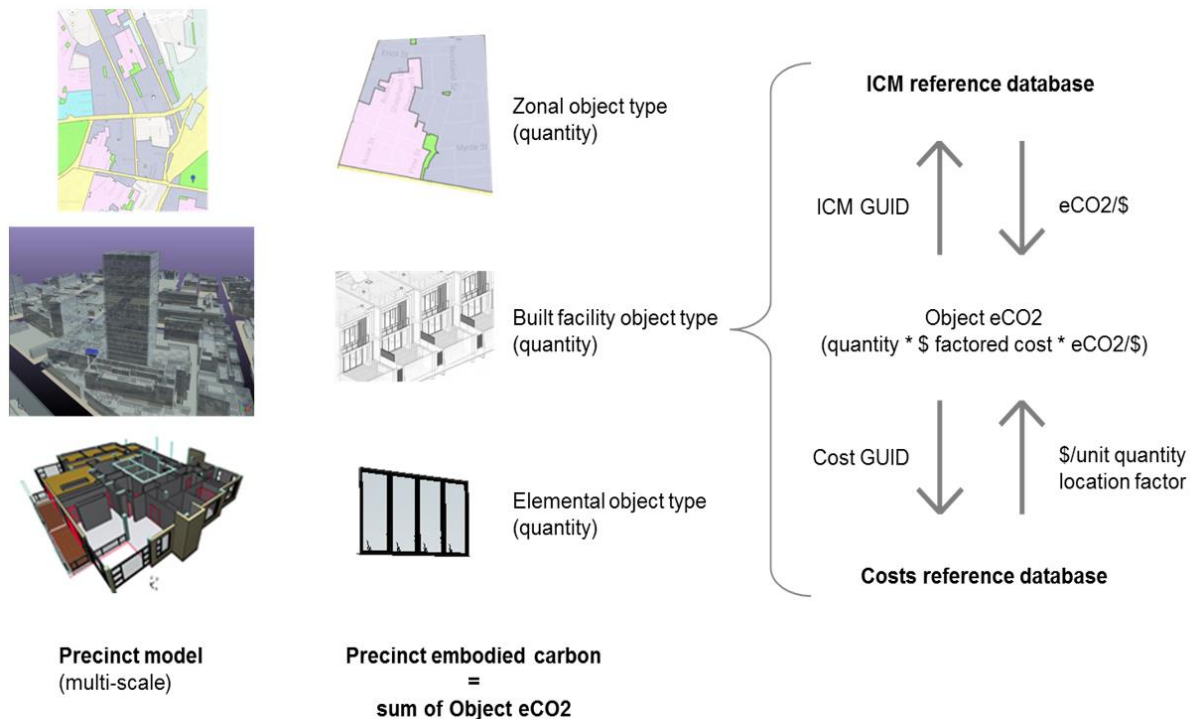 Zonal object type
(quantity)
Built facility object type
(quantity)
Elemental object type
(quantity)
ICM reference database
ICM GUID
eCO2/$
Object eCO2
(quantity * $ factored cost * eCO2/$)
Cost GUID
$/unit quantity
location factor
Costs reference database
Precinct model
(multi-scale)
Precinct embodied carbon
=
sum of Object eCO2